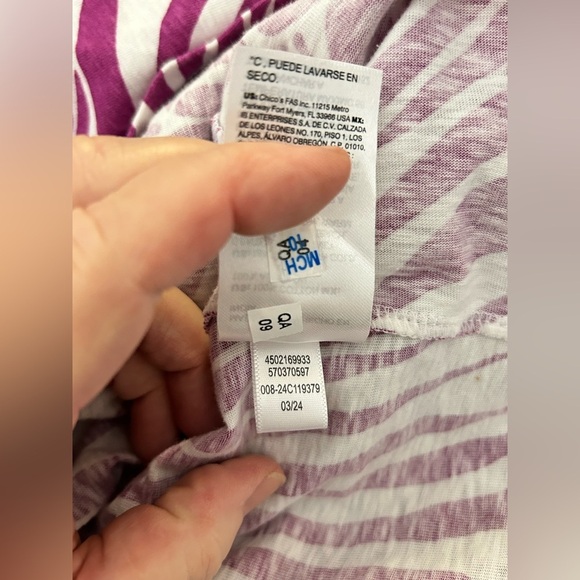 °C, PUEDE LAVARSE EN
SECO.
US: Chico's FAS Inc. 11215 Metro
Parkway Fort Myers, FL 33966 US MX:
ENTERPRISES S.A. DE C.V. CALZADA
DE LOS LEONES NO. 170, PISO 1, LOS
ALPES, ÁLVARO OBREGÓN, C.P. 01010,
QA
04
MCH
QA
09
4502169933
570370597
008-24C119379
03/24